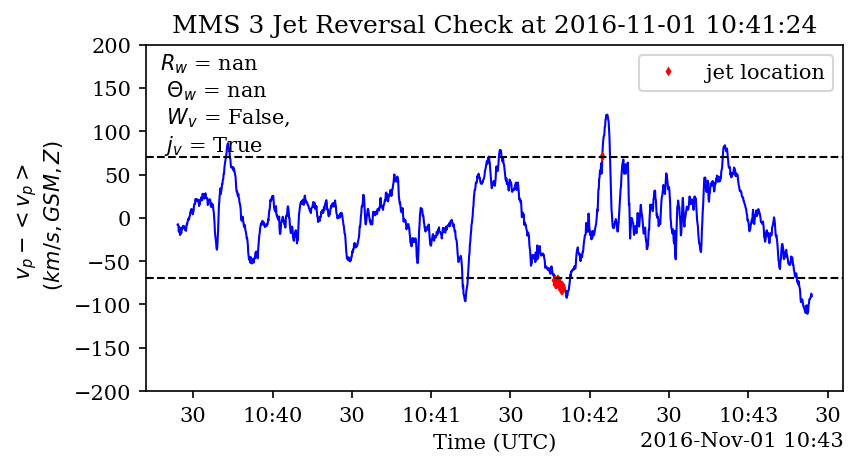 MMS 3 Jet Reversal Check at 2016-11-01 10:41:24
R_w = nan
Θ_w = nan
W_v = False,
j_v = True
jet location
v_p − < v_p >
(km/s, GSM, Z)
200
150
100
50
0
−50
−100
−150
−200
30 10:40 30 10:41 30 10:42 30 10:43 30
Time (UTC)
2016-Nov-01 10:43